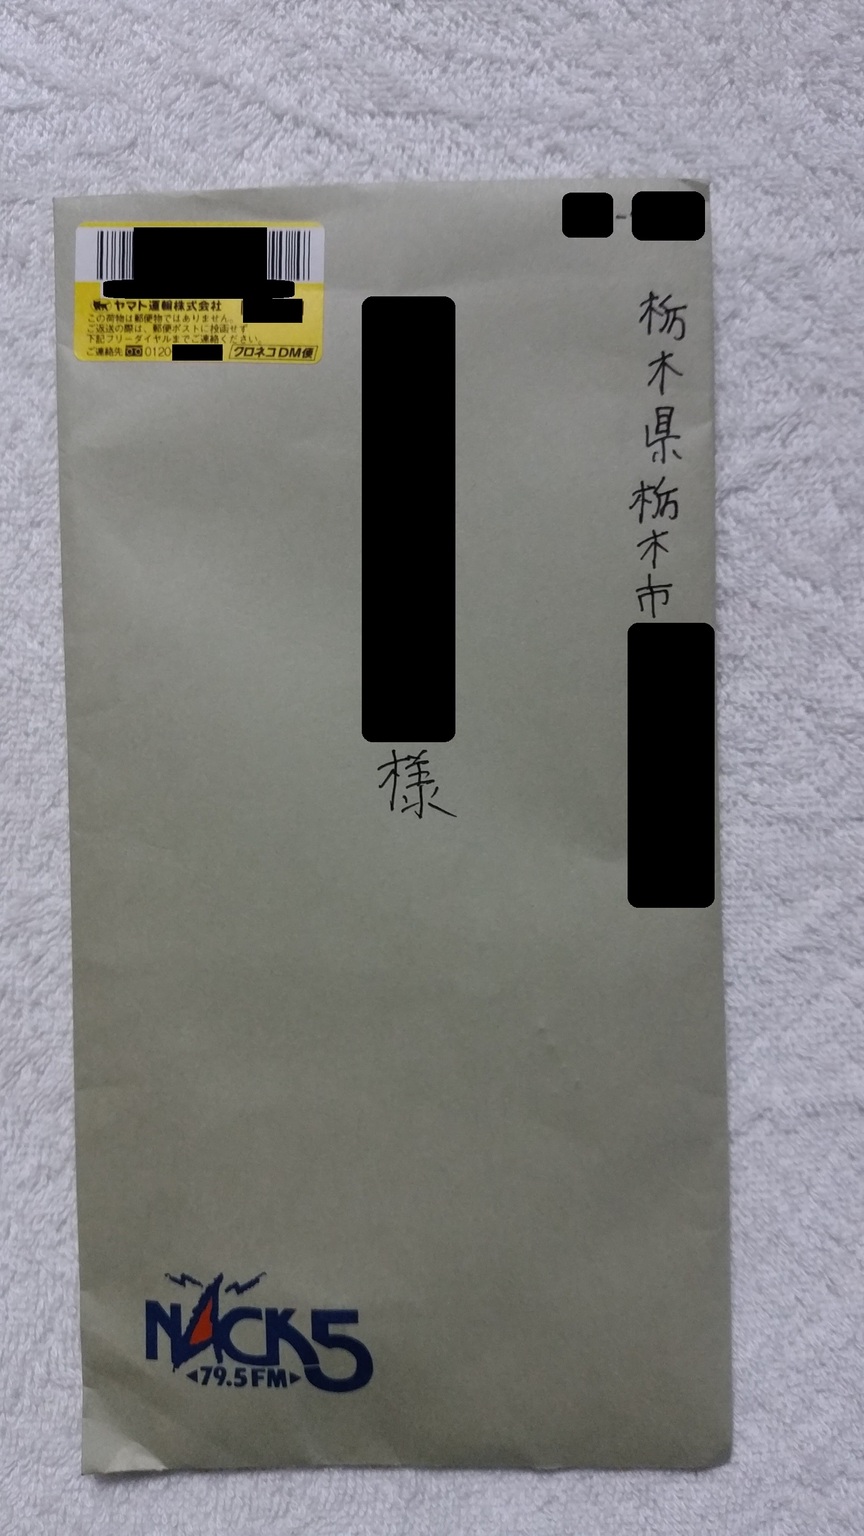 栃木県栃木市
様
ヤマト運輸株式会社
この荷物は郵便物ではありません。
ご返送の際は、郵便ポストに投函せず
下記フリーダイヤルまでご連絡ください。
ご連絡先 0120
クロネコDM便
NACK5
79.5FM